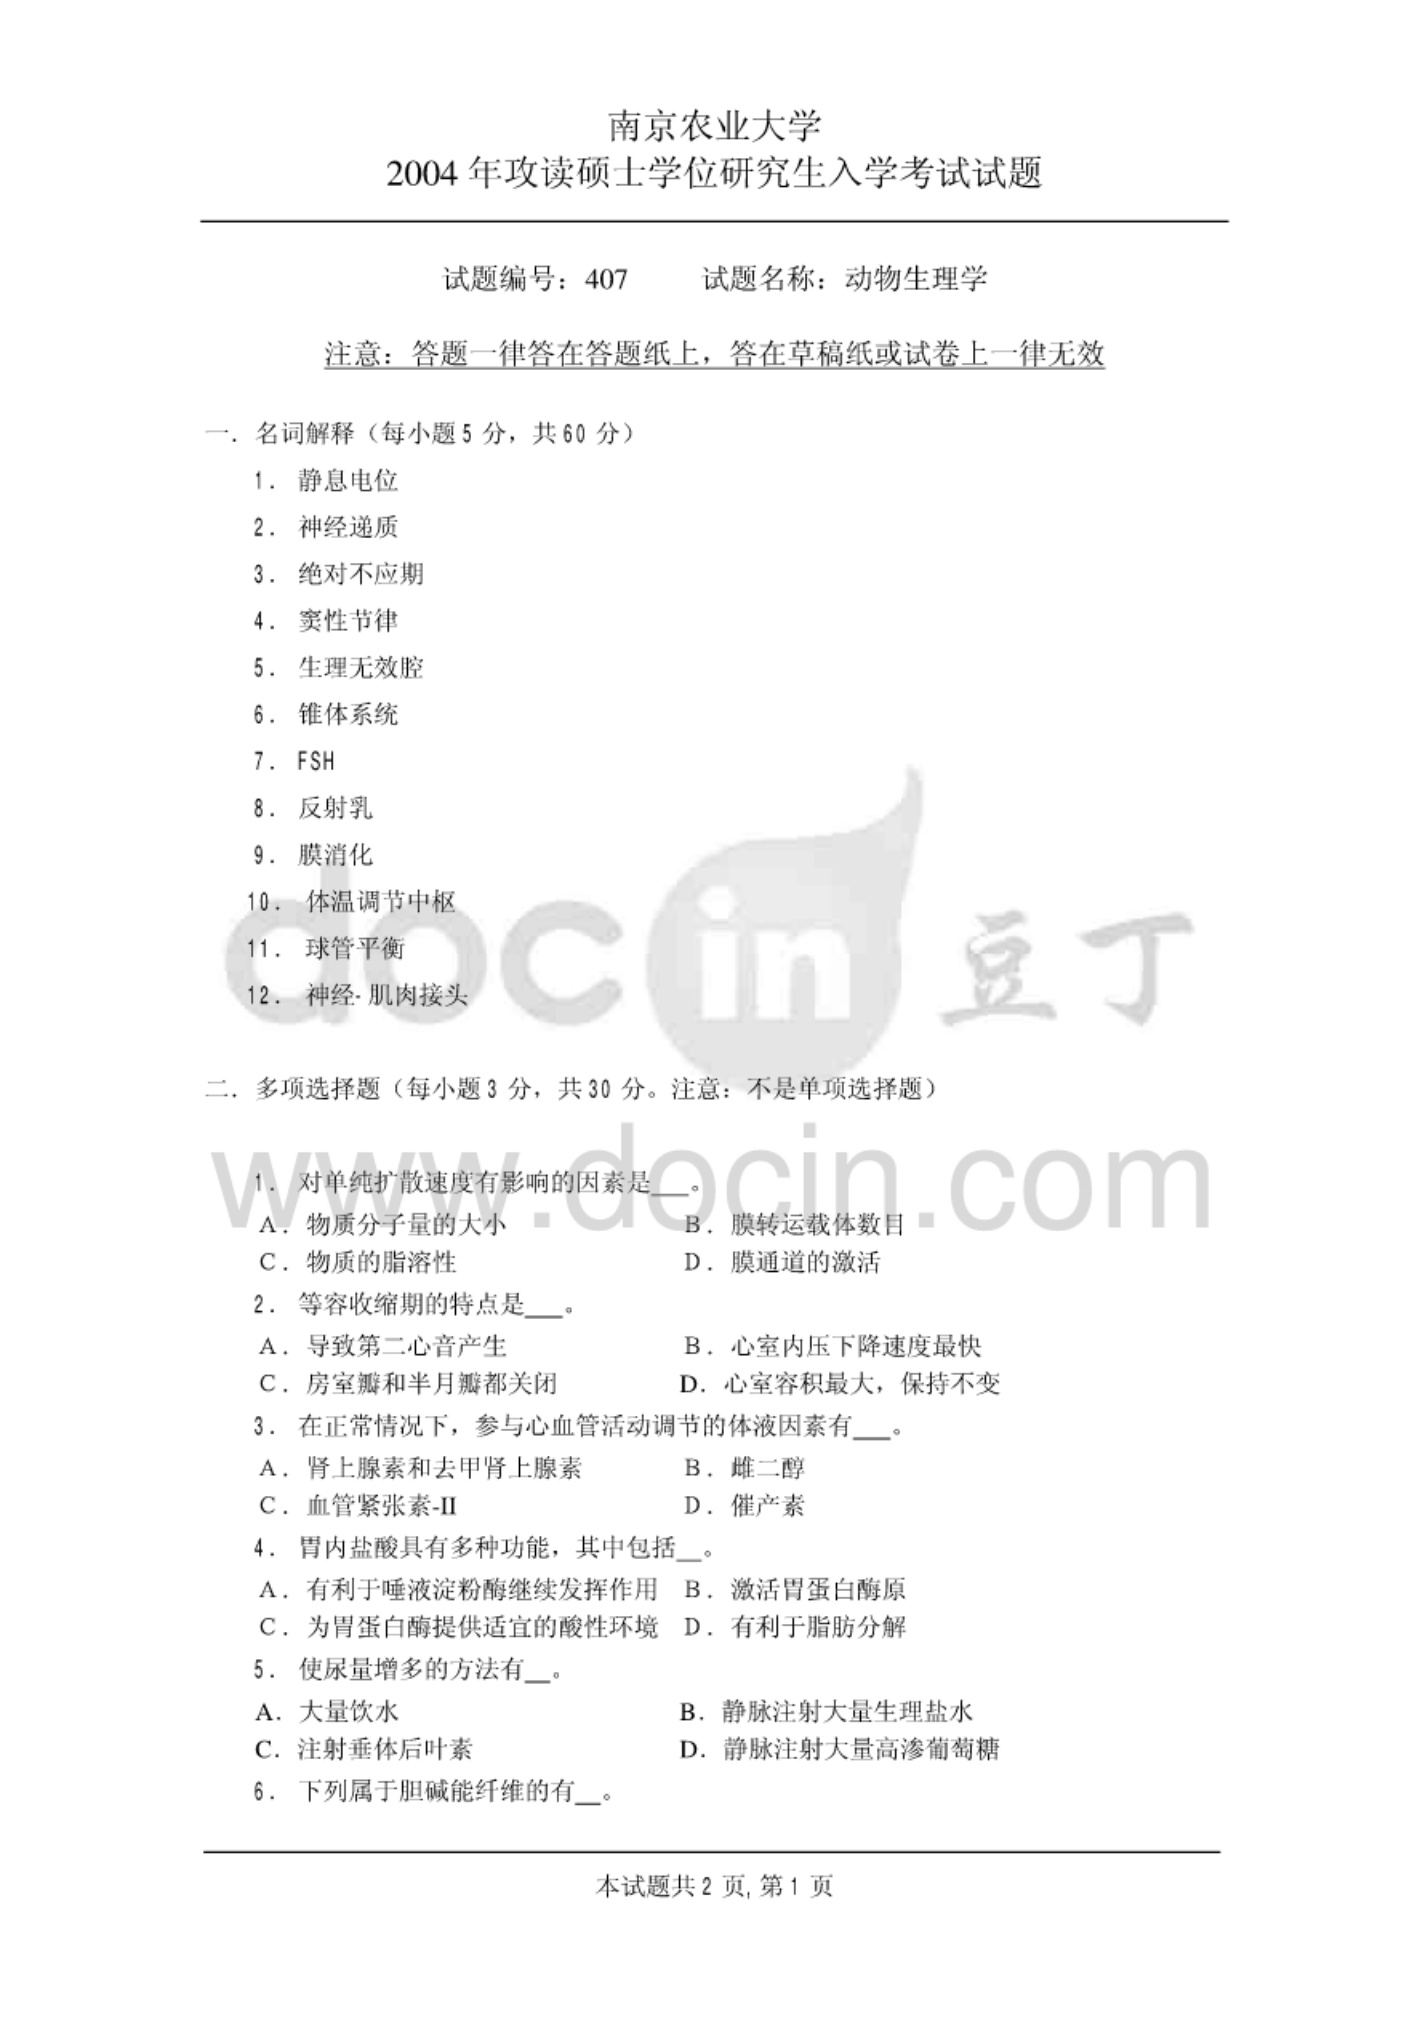 南京农业大学
2004 年攻读硕士学位研究生入学考试试题
试题编号：407 试题名称：动物生理学
注意：答题一律答在答题纸上，答在草稿纸或试卷上一律无效
一．名词解释（每小题 5 分，共 60 分）
1．静息电位
2．神经递质
3．绝对不应期
4．窦性节律
5．生理无效腔
6．锥体系统
7．FSH
8．反射乳
9．膜消化
10．体温调节中枢
11．球管平衡
12．神经-肌肉接头
docin 豆丁
二．多项选择题（每小题 3 分，共 30 分。注意：不是单项选择题）
www.docin.com
1．对单纯扩散速度有影响的因素是___。
A．物质分子量的大小 B．膜转运载体数目
C．物质的脂溶性 D．膜通道的激活
2．等容收缩期的特点是___。
A．导致第二心音产生 B．心室内压下降速度最快
C．房室瓣和半月瓣都关闭 D．心室容积最大，保持不变
3．在正常情况下，参与心血管活动调节的体液因素有___。
A．肾上腺素和去甲肾上腺素 B．雌二醇
C．血管紧张素-II D．催产素
4．胃内盐酸具有多种功能，其中包括__。
A．有利于唾液淀粉酶继续发挥作用 B．激活胃蛋白酶原
C．为胃蛋白酶提供适宜的酸性环境 D．有利于脂肪分解
5．使尿量增多的方法有__。
A．大量饮水 B．静脉注射大量生理盐水
C．注射垂体后叶素 D．静脉注射大量高渗葡萄糖
6．下列属于胆碱能纤维的有__。
本试题共 2 页, 第 1 页